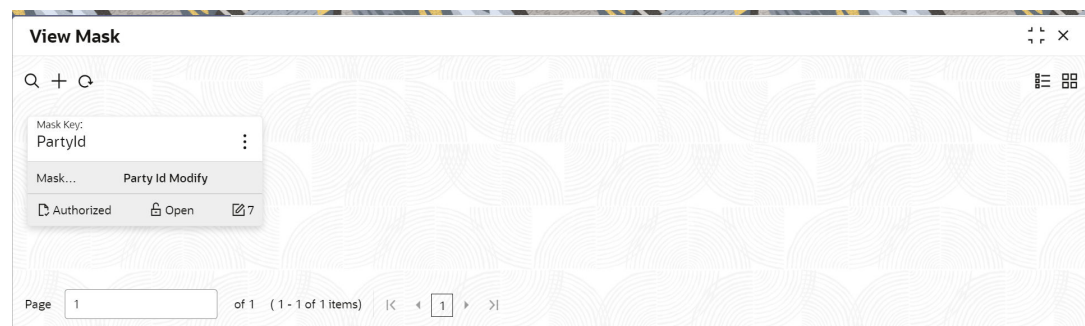 View Mask
Mask Key:
PartyId
Mask... Party Id Modify
Authorized Open 7
Page 1 of 1 ( 1 - 1 of 1 items) 1